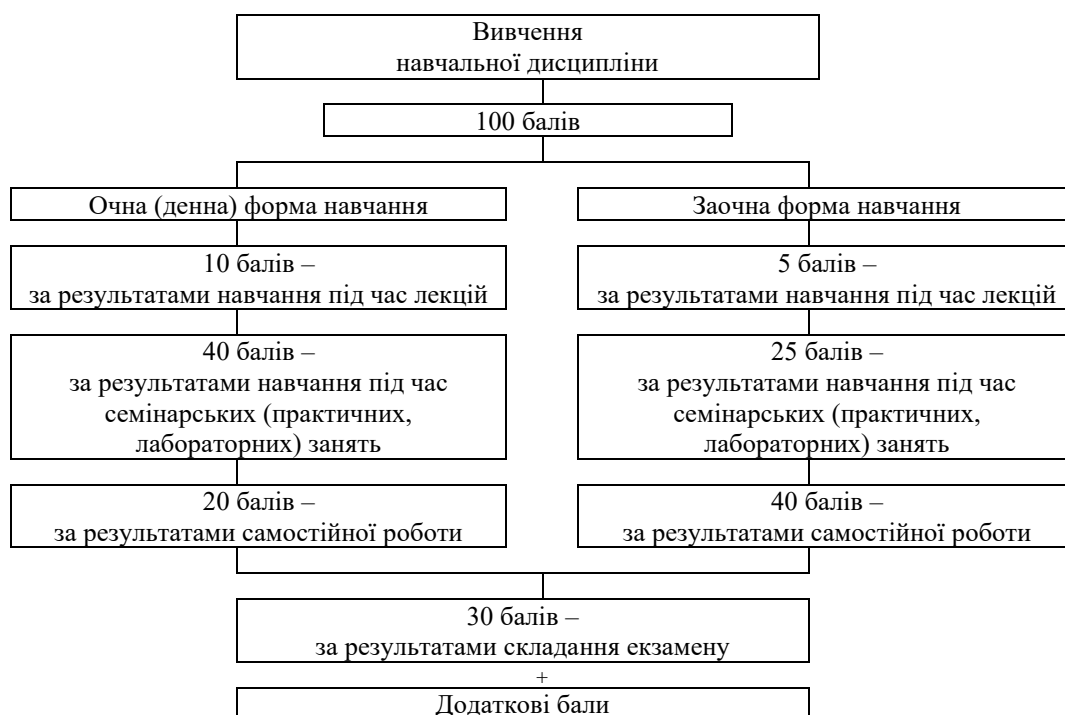 Вивчення
навчальної дисципліни
100 балів
Очна (денна) форма навчання
Заочна форма навчання
10 балів –
за результатами навчання під час лекцій
5 балів –
за результатами навчання під час лекцій
40 балів –
за результатами навчання під час
семінарських (практичних,
лабораторних) занять
25 балів –
за результатами навчання під час
семінарських (практичних,
лабораторних) занять
20 балів –
за результатами самостійної роботи
40 балів –
за результатами самостійної роботи
30 балів –
за результатами складання екзамену
+
Додаткові бали